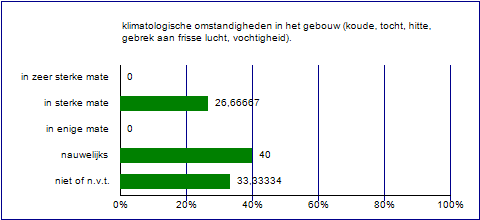 klimatologische omstandigheden in het gebouw (koude, tocht, hitte,
gebrek aan frisse lucht, vochtigheid).
in zeer sterke mate 0
in sterke mate 26,66667
in enige mate 0
nauwelijks 40
niet of n.v.t. 33,33334
0% 20% 40% 60% 80% 100%